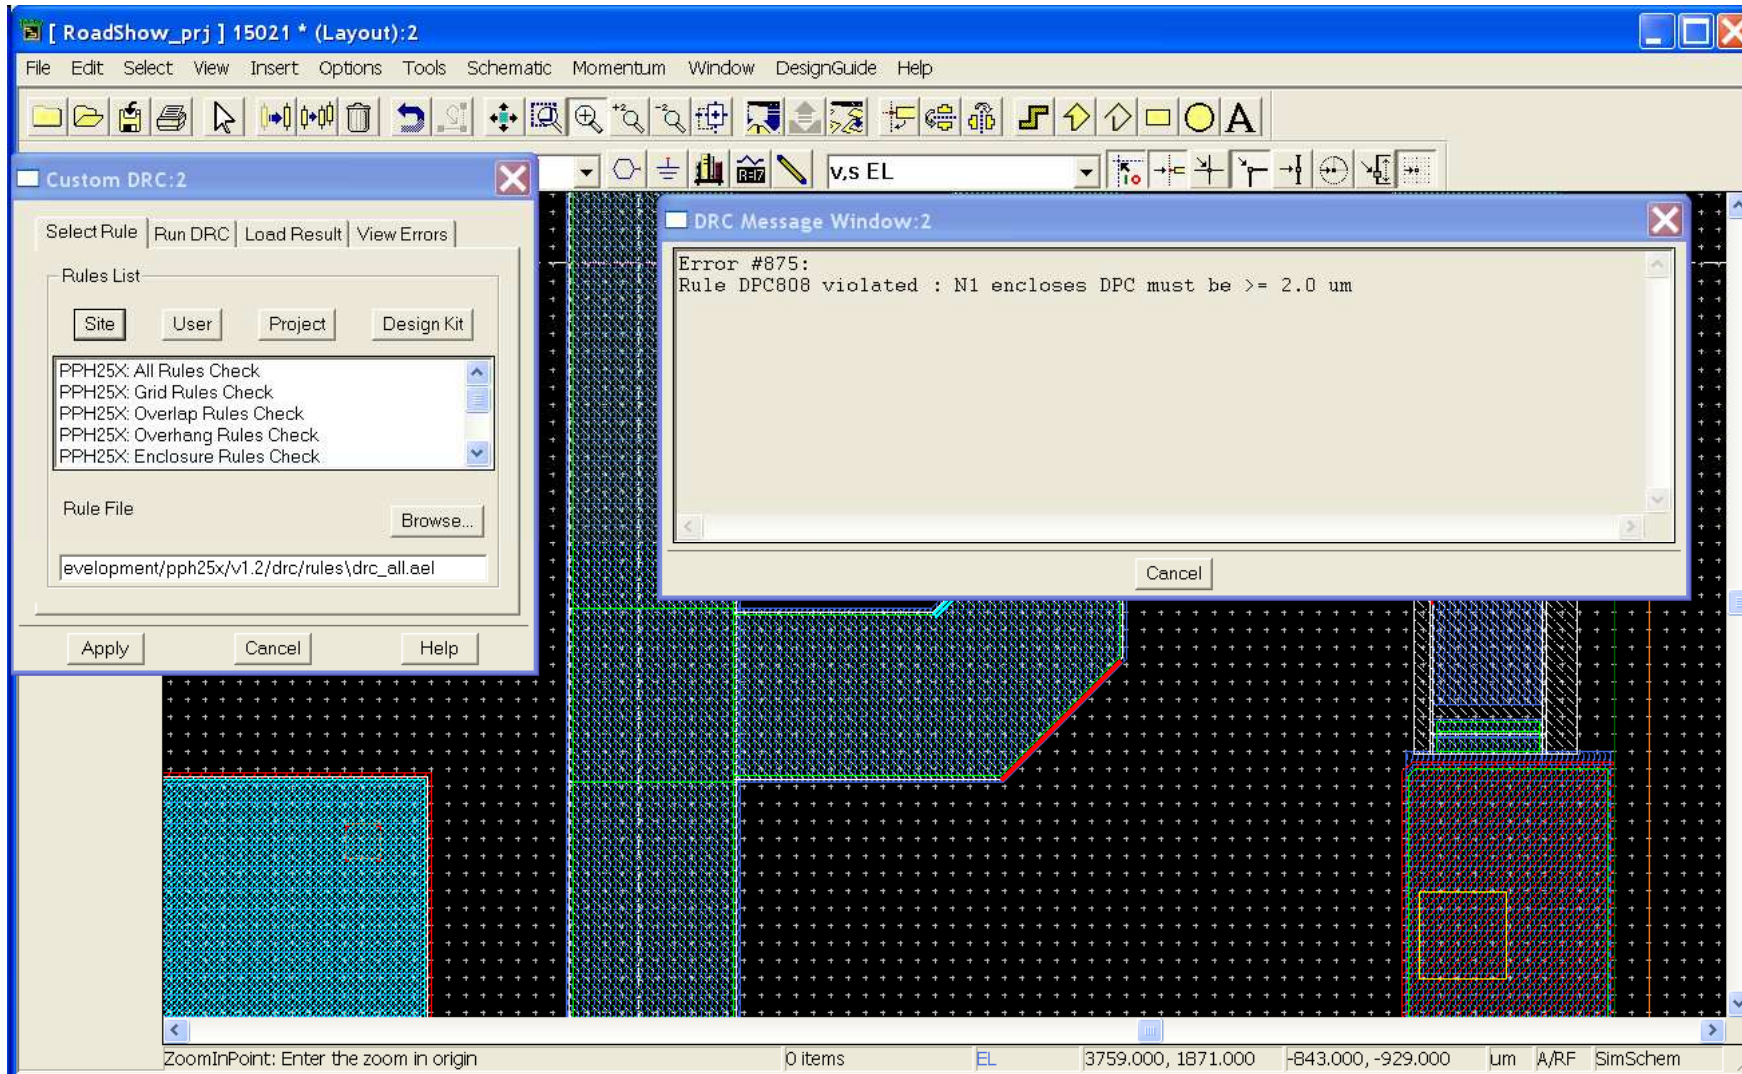 [ RoadShow_prj ] 15021 * (Layout):2
File Edit Select View Insert Options Tools Schematic Momentum Window DesignGuide Help
+2 -2
A
v,s EL
Custom DRC:2
Select Rule Run DRC Load Result View Errors
Rules List
Site User Project Design Kit
PPH25X: All Rules Check
PPH25X: Grid Rules Check
PPH25X: Overlap Rules Check
PPH25X: Overhang Rules Check
PPH25X: Enclosure Rules Check
Rule File
Browse...
evelopment/pph25x/v1.2/drc/rules\drc_all.ael
Apply Cancel Help
DRC Message Window:2
Error #875:
Rule DPC808 violated : N1 encloses DPC must be >= 2.0 um
Cancel
ZoomInPoint: Enter the zoom in origin 0 items EL 3759.000, 1871.000 -843.000, -929.000 um A/RF SimSchem